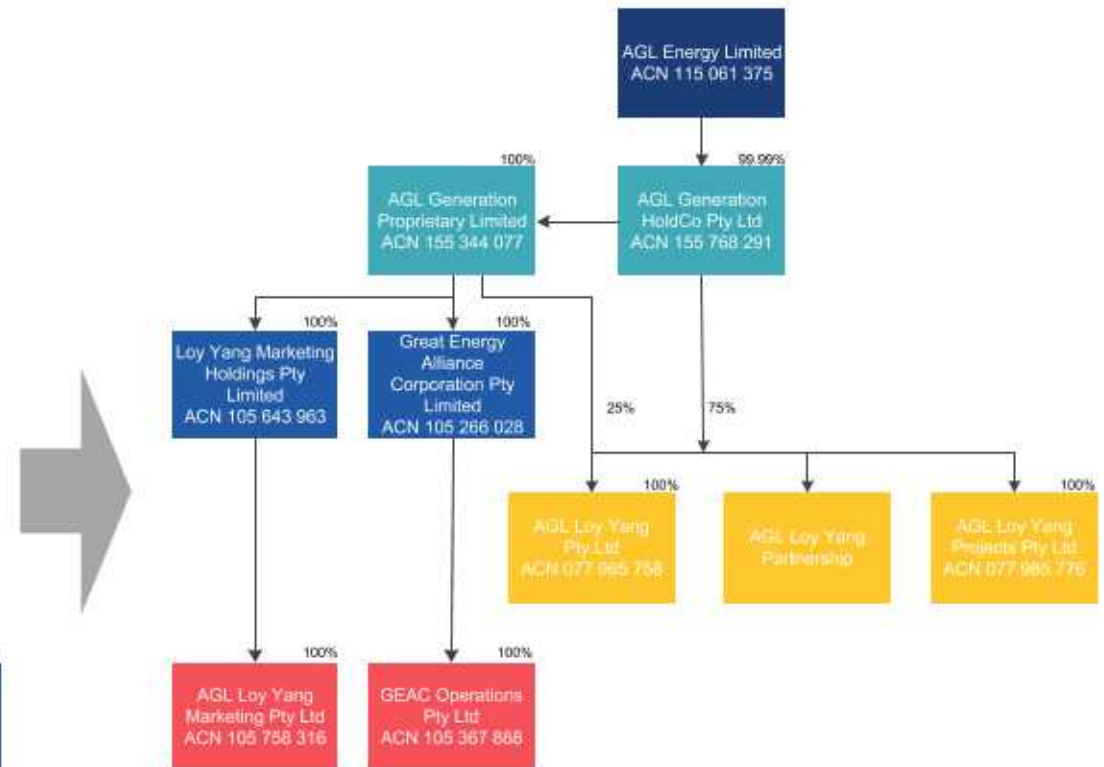 AGL Energy Limited
ACN 115 061 375
100%
99.99%
AGL Generation
Proprietary Limited
ACN 155 344 077
AGL Generation
HoldCo Pty Ltd
ACN 155 768 291
100%
100%
Loy Yang Marketing
Holdings Pty
Limited
ACN 105 643 963
Great Energy
Alliance
Corporation Pty
Limited
ACN 105 266 028
25%
75%
100%
100%
AGL Loy Yang
Pty Ltd
ACN 077 985 758
AGL Loy Yang
Partnership
AGL Loy Yang
Projects Pty Ltd
ACN 077 985 776
100%
100%
AGL Loy Yang
Marketing Pty Ltd
ACN 105 758 316
GEAC Operations
Pty Ltd
ACN 105 367 888